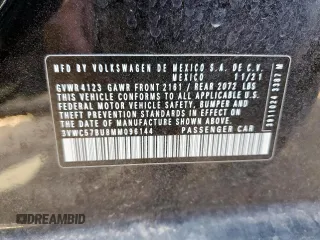 MFD BY VOLKSWAGEN DE MEXICO S.A. DE C.V.
MEXICO 11/21
GVWR 4123 GAWR FRONT 2161 / REAR 2072 LBS
THIS VEHICLE CONFORMS TO ALL APPLICABLE
FEDERAL MOTOR VEHICLE SAFETY, BUMPER AND
THEFT PREVENTION STANDARDS IN EFFECT
ON THE DATE OF MANUFACTURE SHOWN ABOVE
3VWC57BU8MM096144 PASSENGER CAR
DREAMBID